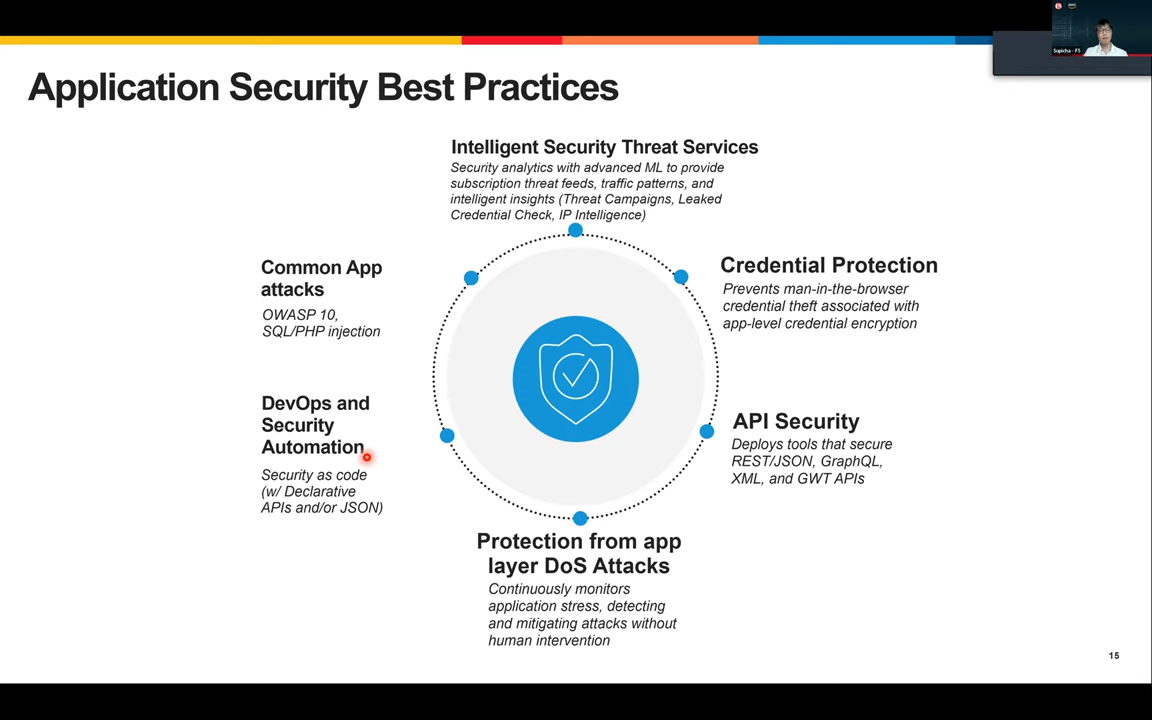 Supicha - F5
Application Security Best Practices
Intelligent Security Threat Services
Security analytics with advanced ML to provide
subscription threat feeds, traffic patterns, and
intelligent insights (Threat Campaigns, Leaked
Credential Check, IP Intelligence)
Common App
attacks
OWASP 10,
SQL/PHP injection
Credential Protection
Prevents man-in-the-browser
credential theft associated with
app-level credential encryption
DevOps and
Security
Automation
Security as code
(w/ Declarative
APIs and/or JSON)
API Security
Deploys tools that secure
REST/JSON, GraphQL,
XML, and GWT APIs
Protection from app
layer DoS Attacks
Continuously monitors
application stress, detecting
and mitigating attacks without
human intervention
15